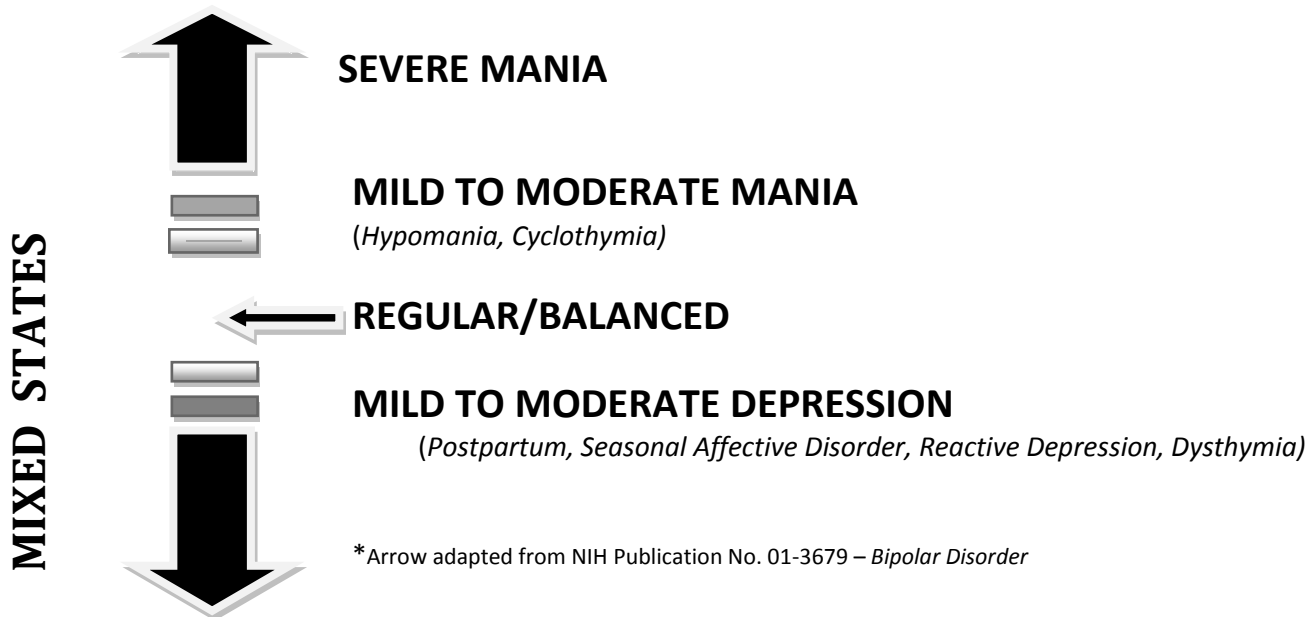 SEVERE MANIA
MILD TO MODERATE MANIA
(Hypomania, Cyclothymia)
MIXED STATES
REGULAR/BALANCED
MILD TO MODERATE DEPRESSION
(Postpartum, Seasonal Affective Disorder, Reactive Depression, Dysthymia)
*Arrow adapted from NIH Publication No. 01-3679 – Bipolar Disorder